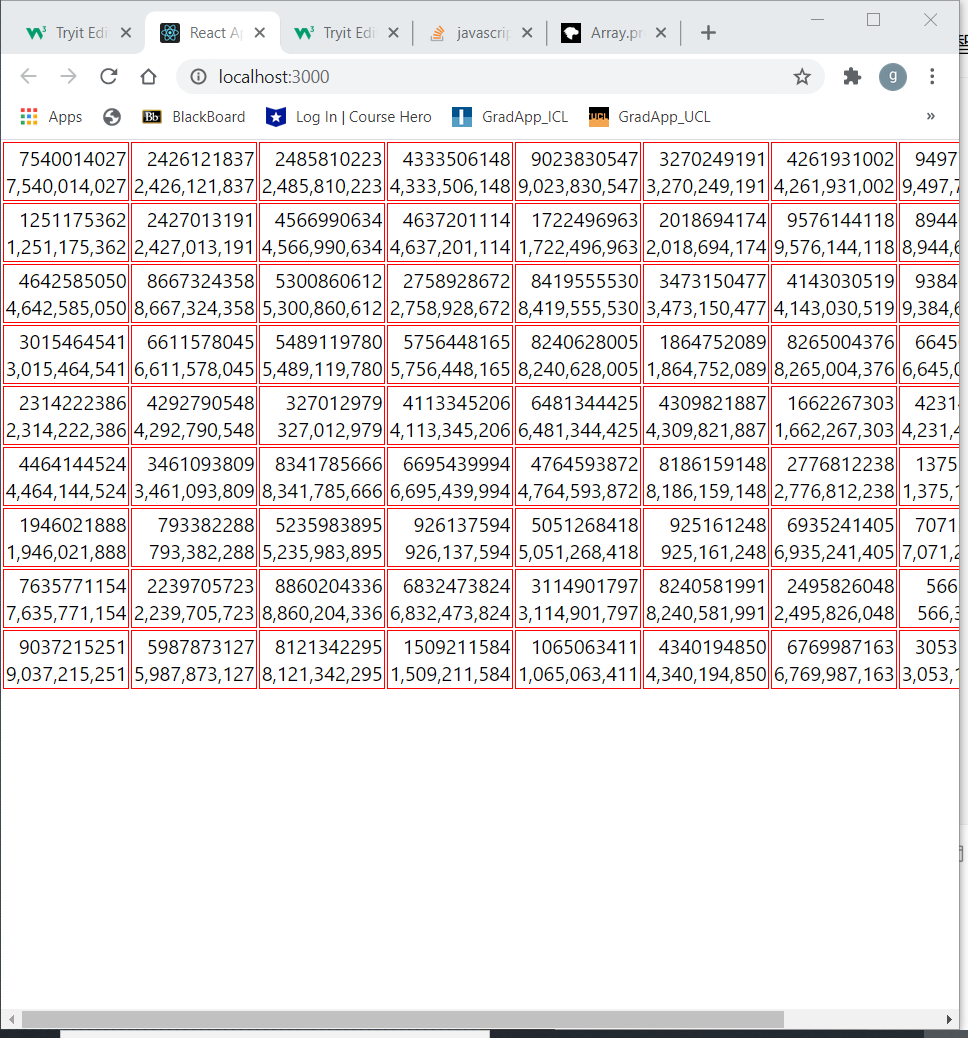 Tryit Edi
React Ap
Tryit Edi
javascrip
Array.pr
localhost:3000
g
Apps
Bb BlackBoard
Log In | Course Hero
GradApp_ICL
UCL GradApp_UCL
»
7540014027 2426121837 2485810223 4333506148 9023830547 3270249191 4261931002 9497
7,540,014,027 2,426,121,837 2,485,810,223 4,333,506,148 9,023,830,547 3,270,249,191 4,261,931,002 9,497,7
1251175362 2427013191 4566990634 4637201114 1722496963 2018694174 9576144118 8944
1,251,175,362 2,427,013,191 4,566,990,634 4,637,201,114 1,722,496,963 2,018,694,174 9,576,144,118 8,944,6
4642585050 8667324358 5300860612 2758928672 8419555530 3473150477 4143030519 9384
4,642,585,050 8,667,324,358 5,300,860,612 2,758,928,672 8,419,555,530 3,473,150,477 4,143,030,519 9,384,6
3015464541 6611578045 5489119780 5756448165 8240628005 1864752089 8265004376 6645
3,015,464,541 6,611,578,045 5,489,119,780 5,756,448,165 8,240,628,005 1,864,752,089 8,265,004,376 6,645,0
2314222386 4292790548 327012979 4113345206 6481344425 4309821887 1662267303 4231
2,314,222,386 4,292,790,548 327,012,979 4,113,345,206 6,481,344,425 4,309,821,887 1,662,267,303 4,231,4
4464144524 3461093809 8341785666 6695439994 4764593872 8186159148 2776812238 1375
4,464,144,524 3,461,093,809 8,341,785,666 6,695,439,994 4,764,593,872 8,186,159,148 2,776,812,238 1,375,1
1946021888 793382288 5235983895 926137594 5051268418 925161248 6935241405 7071
1,946,021,888 793,382,288 5,235,983,895 926,137,594 5,051,268,418 925,161,248 6,935,241,405 7,071,2
7635771154 2239705723 8860204336 6832473824 3114901797 8240581991 2495826048 566
7,635,771,154 2,239,705,723 8,860,204,336 6,832,473,824 3,114,901,797 8,240,581,991 2,495,826,048 566,3
9037215251 5987873127 8121342295 1509211584 1065063411 4340194850 6769987163 3053
9,037,215,251 5,987,873,127 8,121,342,295 1,509,211,584 1,065,063,411 4,340,194,850 6,769,987,163 3,053,1